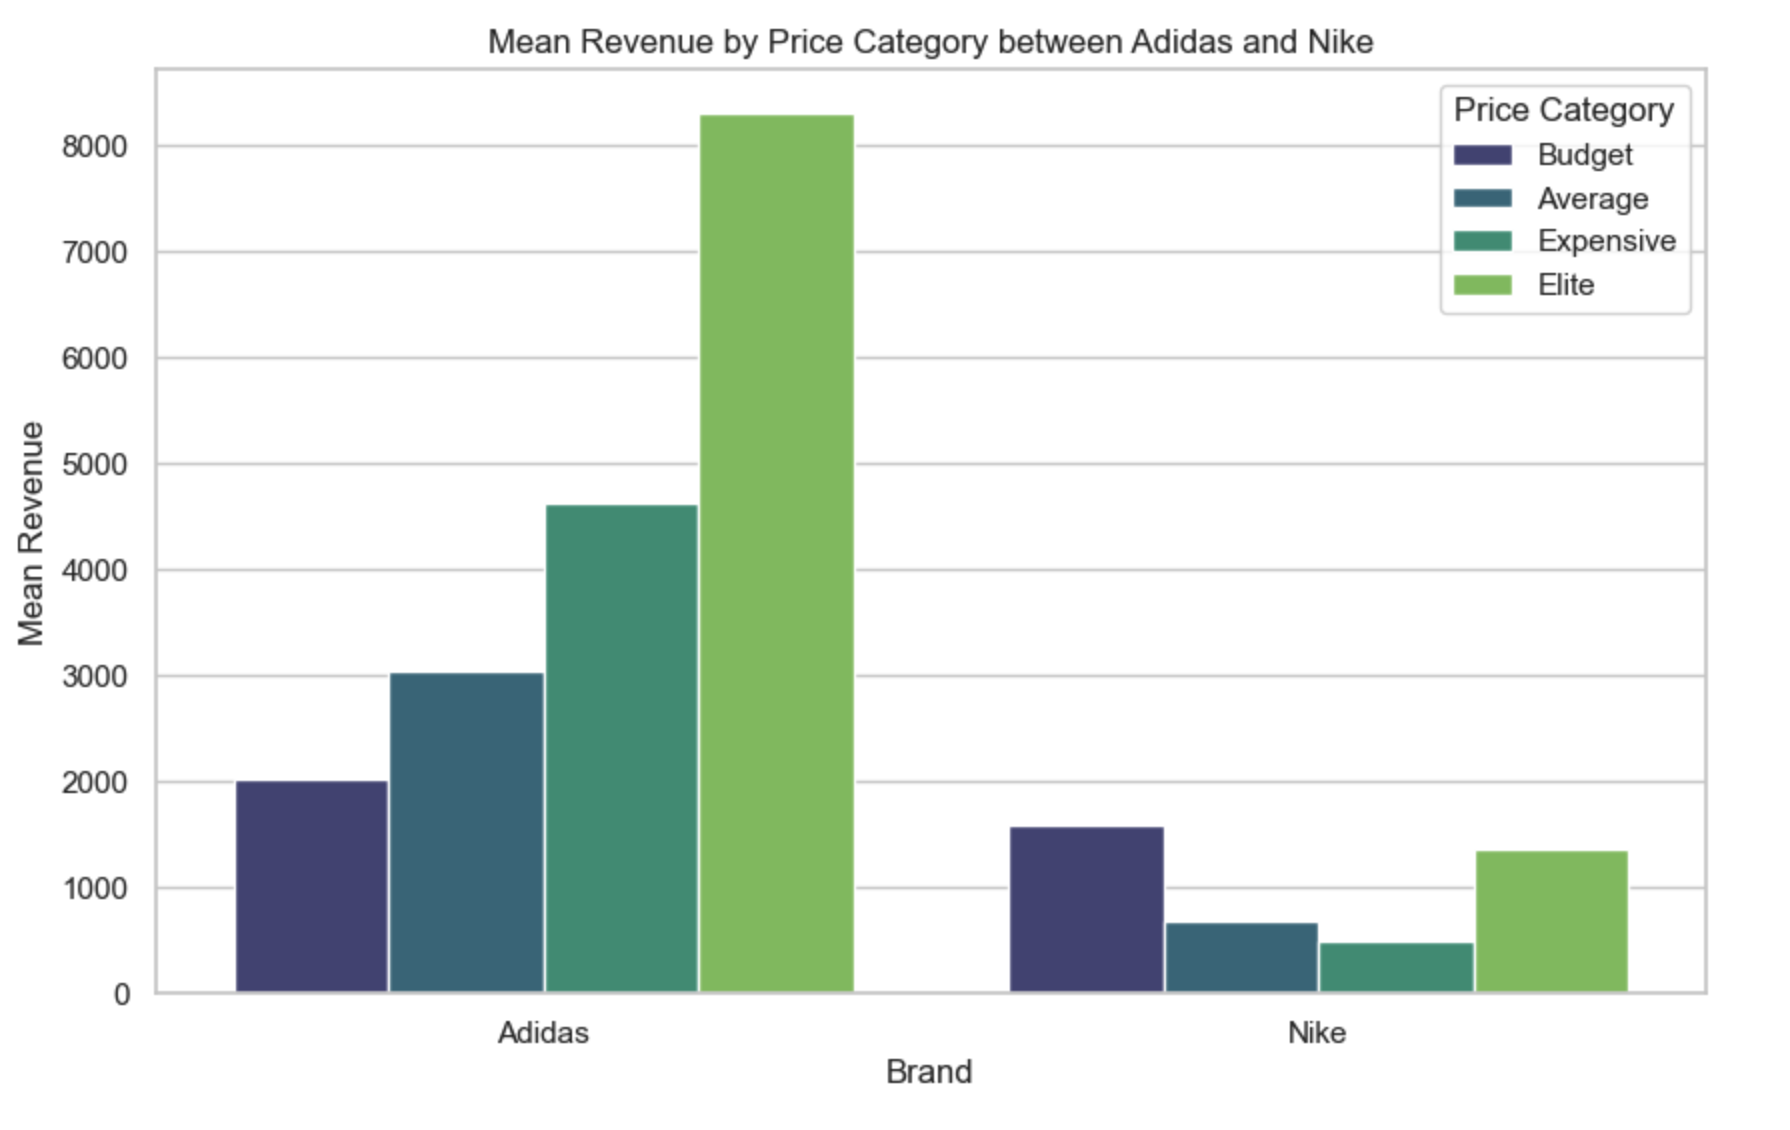 Mean Revenue by Price Category between Adidas and Nike
Price Category
Budget
Average
Expensive
Elite
8000
7000
6000
5000
4000
3000
2000
1000
0
Mean Revenue
Adidas
Nike
Brand